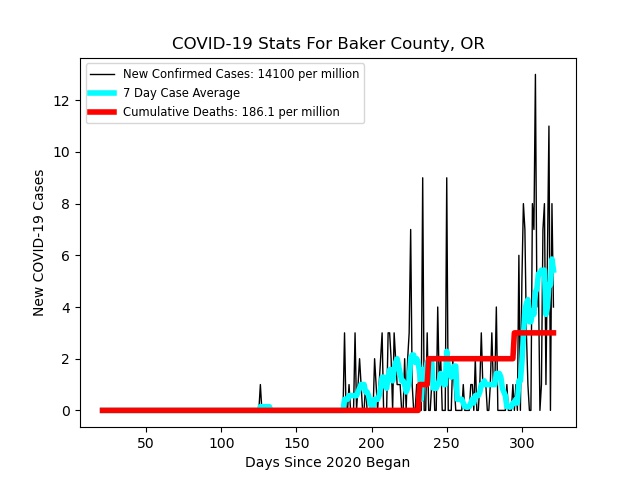 COVID-19 Stats For Baker County, OR
New Confirmed Cases: 14100 per million
7 Day Case Average
Cumulative Deaths: 186.1 per million
New COVID-19 Cases
12
10
8
6
4
2
0
50 100 150 200 250 300
Days Since 2020 Began